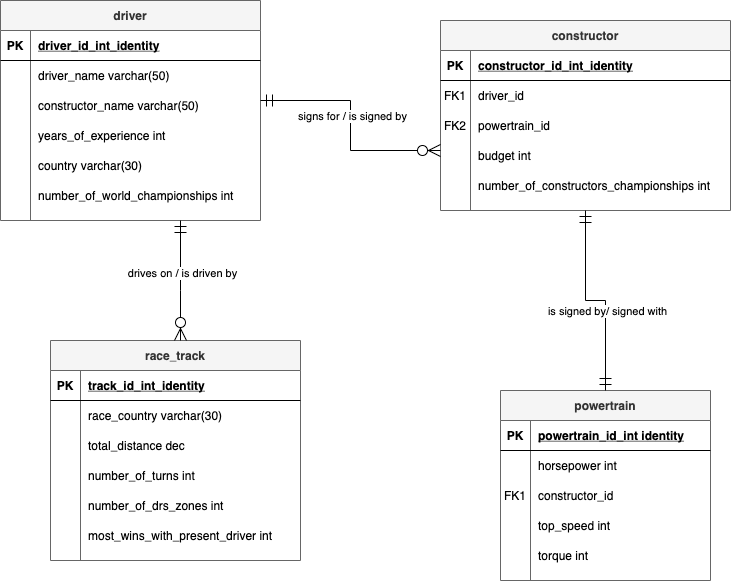 driver
PK driver_id_int_identity
driver_name varchar(50)
constructor_name varchar(50)
years_of_experience int
country varchar(30)
number_of_world_championships int
signs for / is signed by
constructor
PK constructor_id_int_identity
FK1 driver_id
FK2 powertrain_id
budget int
number_of_constructors_championships int
drives on / is driven by
is signed by/ signed with
race_track
PK track_id_int_identity
race_country varchar(30)
total_distance dec
number_of_turns int
number_of_drs_zones int
most_wins_with_present_driver int
powertrain
PK powertrain_id_int identity
horsepower int
FK1 constructor_id
top_speed int
torque int